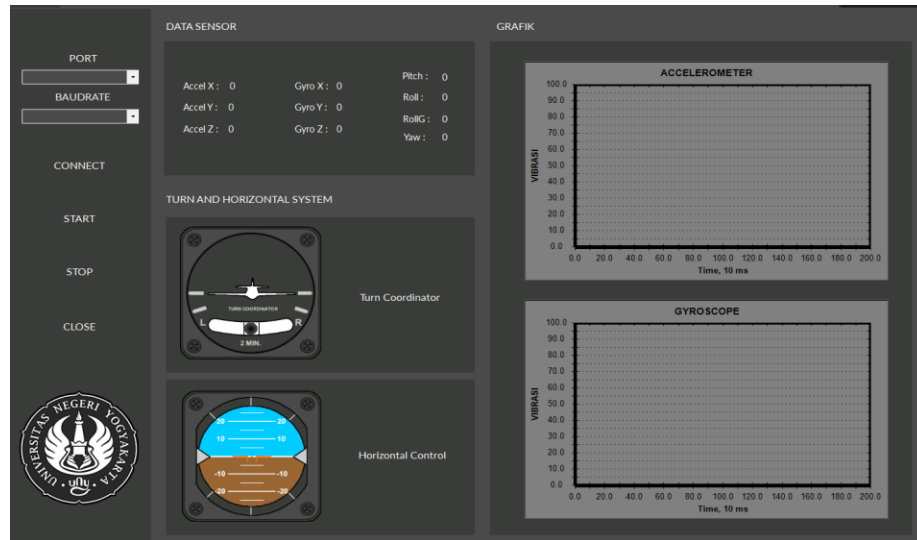 PORT
BAUDRATE
CONNECT
START
STOP
CLOSE
UNIVERSITAS NEGERI YOGYAKARTA
uny
DATA SENSOR
Accel X : 0 Gyro X : 0 Pitch : 0
Accel Y : 0 Gyro Y : 0 Roll : 0
Accel Z : 0 Gyro Z : 0 RollG : 0
Yaw : 0
TURN AND HORIZONTAL SYSTEM
TURN COORDINATOR
L R
2 MIN.
Turn Coordinator
20 20
10 10
-10 -10
-20 -20
Horizontal Control
GRAFIK
ACCELEROMETER
VIBRASI
100.0
90.0
80.0
70.0
60.0
50.0
40.0
30.0
20.0
10.0
0.0
0.0 20.0 40.0 60.0 80.0 100.0 120.0 140.0 160.0 180.0 200.0
Time, 10 ms
GYROSCOPE
VIBRASI
100.0
90.0
80.0
70.0
60.0
50.0
40.0
30.0
20.0
10.0
0.0
0.0 20.0 40.0 60.0 80.0 100.0 120.0 140.0 160.0 180.0 200.0
Time, 10 ms